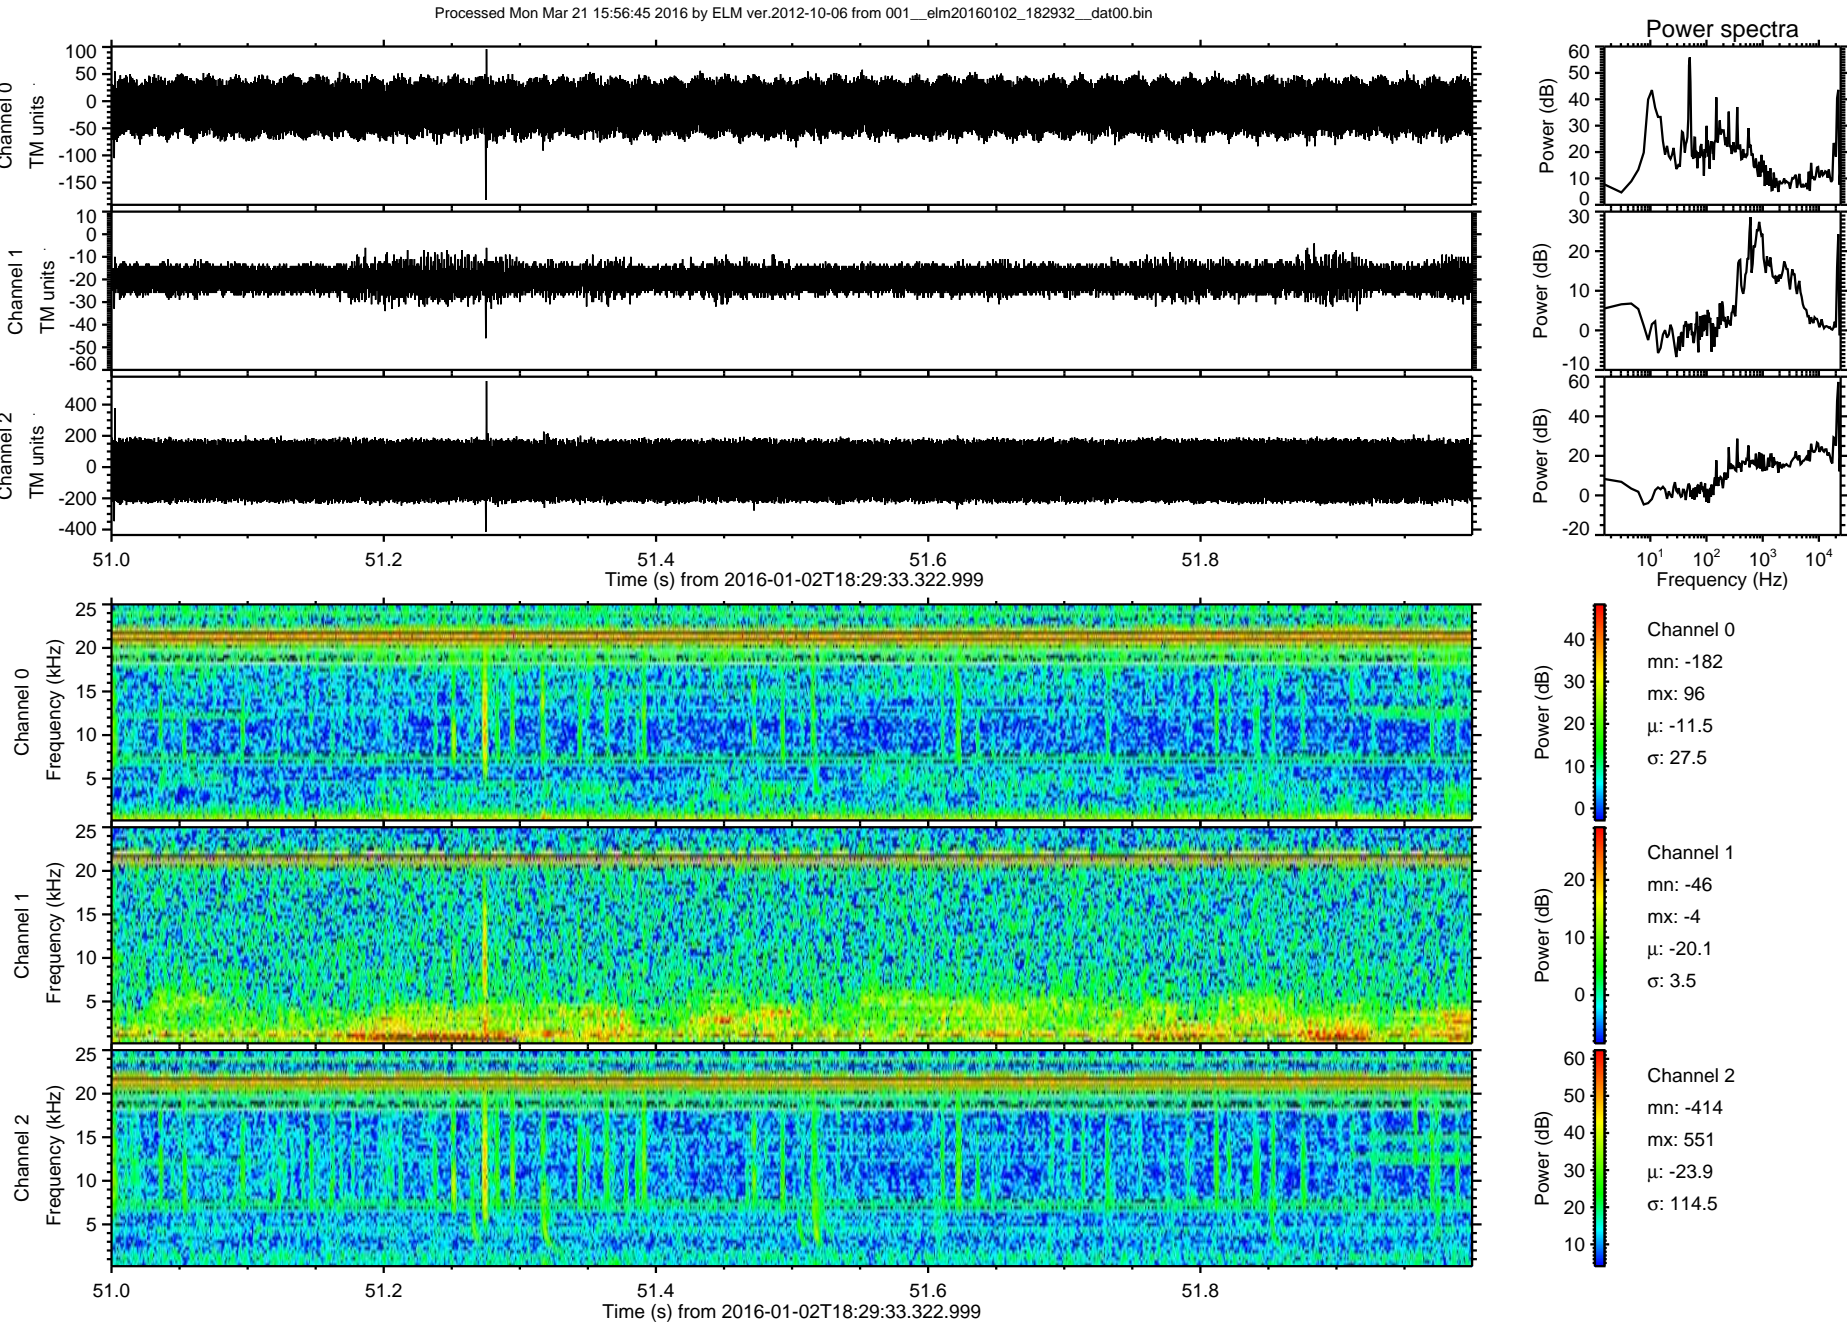 Processed Mon Mar 21 15:56:45 2016 by ELM ver.2012-10-06 from 001__elm20160102_182932__dat00.bin
Power spectra
Channel 0
TM units
100
50
0
-50
-100
-150
Power (dB)
60
50
40
30
20
10
0
Channel 1
TM units
10
0
-10
-20
-30
-40
-50
-60
Power (dB)
30
20
10
0
-10
Channel 2
TM units
400
200
0
-200
-400
Power (dB)
60
40
20
0
-20
51.0 51.2 51.4 51.6 51.8
Time (s) from 2016-01-02T18:29:33.322.999
10¹ 10² 10³ 10⁴
Frequency (Hz)
Channel 0
Frequency (kHz)
25
20
15
10
5
Power (dB)
40
30
20
10
0
Channel 0
mn: -182
mx: 96
μ: -11.5
σ: 27.5
Channel 1
Frequency (kHz)
25
20
15
10
5
Power (dB)
20
10
0
Channel 1
mn: -46
mx: -4
μ: -20.1
σ: 3.5
Channel 2
Frequency (kHz)
25
20
15
10
5
Power (dB)
60
50
40
30
20
10
Channel 2
mn: -414
mx: 551
μ: -23.9
σ: 114.5
51.0 51.2 51.4 51.6 51.8
Time (s) from 2016-01-02T18:29:33.322.999